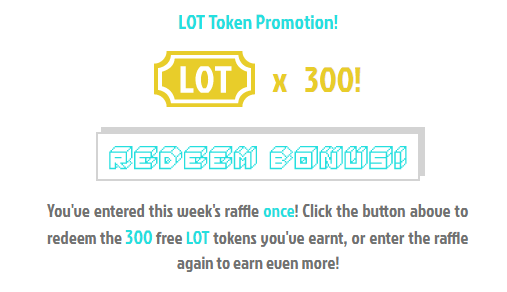 LOT Token Promotion!
LOT x 300!
REDEEM BONUS!
You've entered this week's raffle once! Click the button above to
redeem the 300 free LOT tokens you've earnt, or enter the raffle
again to earn even more!